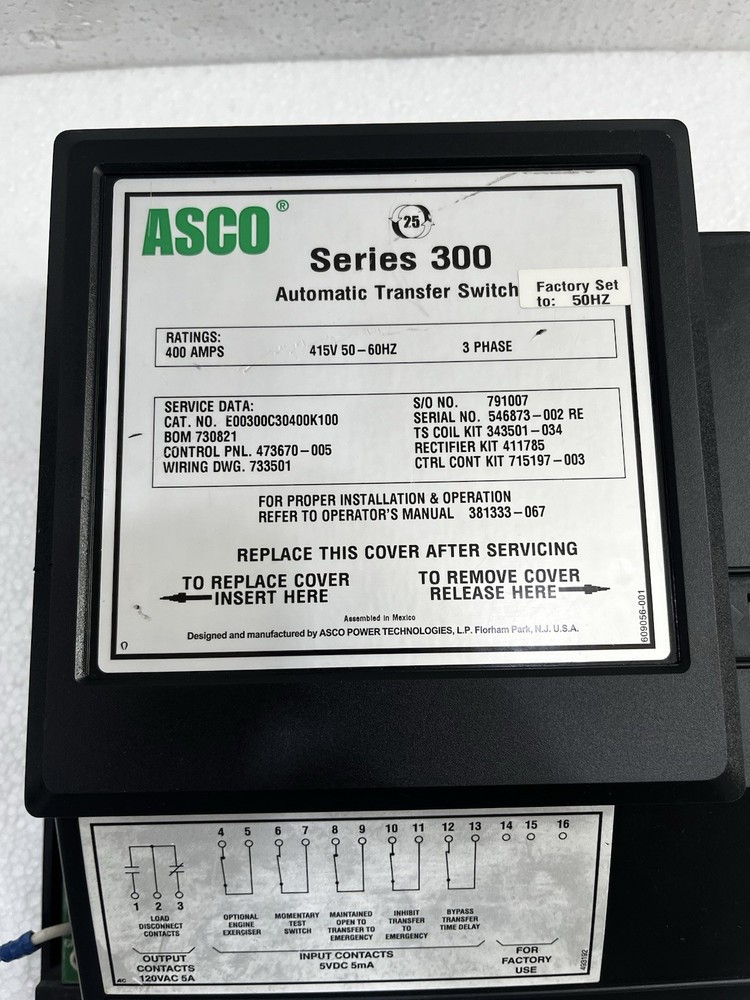 ASCO®
25
Series 300
Automatic Transfer Switch
Factory Set
to: 50HZ
RATINGS:
400 AMPS 415V 50-60HZ 3 PHASE
SERVICE DATA:
CAT. NO. E00300C30400K100
BOM 730821
CONTROL PNL. 473670-005
WIRING DWG. 733501
S/O NO. 791007
SERIAL NO. 546873-002 RE
TS COIL KIT 343501-034
RECTIFIER KIT 411785
CTRL CONT KIT 715197-003
FOR PROPER INSTALLATION & OPERATION
REFER TO OPERATOR'S MANUAL 381333-067
REPLACE THIS COVER AFTER SERVICING
TO REPLACE COVER
INSERT HERE
TO REMOVE COVER
RELEASE HERE
Assembled in Mexico
Designed and manufactured by ASCO POWER TECHNOLOGIES, L.P. Florham Park, N.J. U.S.A.
609056-001
4 5 6 7 8 9 10 11 12 13 14 15 16
1 2 3
LOAD
DISCONNECT
CONTACTS
OPTIONAL
ENGINE
EXERCISER
MOMENTARY
TEST
SWITCH
MAINTAINED
OPEN TO
TRANSFER TO
EMERGENCY
INHIBIT
TRANSFER
TO
EMERGENCY
BYPASS
TRANSFER
TIME DELAY
OUTPUT
CONTACTS
120VAC 5A
INPUT CONTACTS
5VDC 5mA
FOR
FACTORY
USE
AC
493192